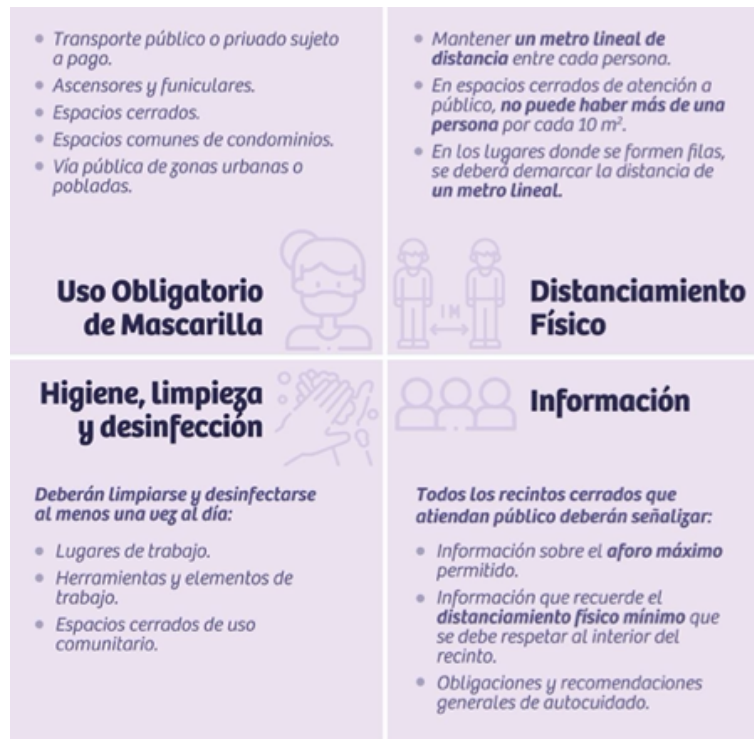 Transporte público o privado sujeto
a pago.
Ascensores y funiculares.
Espacios cerrados.
Espacios comunes de condominios.
Vía pública de zonas urbanas o
pobladas.
Uso Obligatorio
de Mascarilla
Mantener un metro lineal de
distancia entre cada persona.
En espacios cerrados de atención a
público, no puede haber más de una
persona por cada 10 m².
En los lugares donde se formen filas,
se deberá demarcar la distancia de
un metro lineal.
1M
Distanciamiento
Físico
Higiene, limpieza
y desinfección
Deberán limpiarse y desinfectarse
al menos una vez al día:
Lugares de trabajo.
Herramientas y elementos de
trabajo.
Espacios cerrados de uso
comunitario.
Información
Todos los recintos cerrados que
atiendan público deberán señalizar:
Información sobre el aforo máximo
permitido.
Información que recuerde el
distanciamiento físico mínimo que
se debe respetar al interior del
recinto.
Obligaciones y recomendaciones
generales de autocuidado.